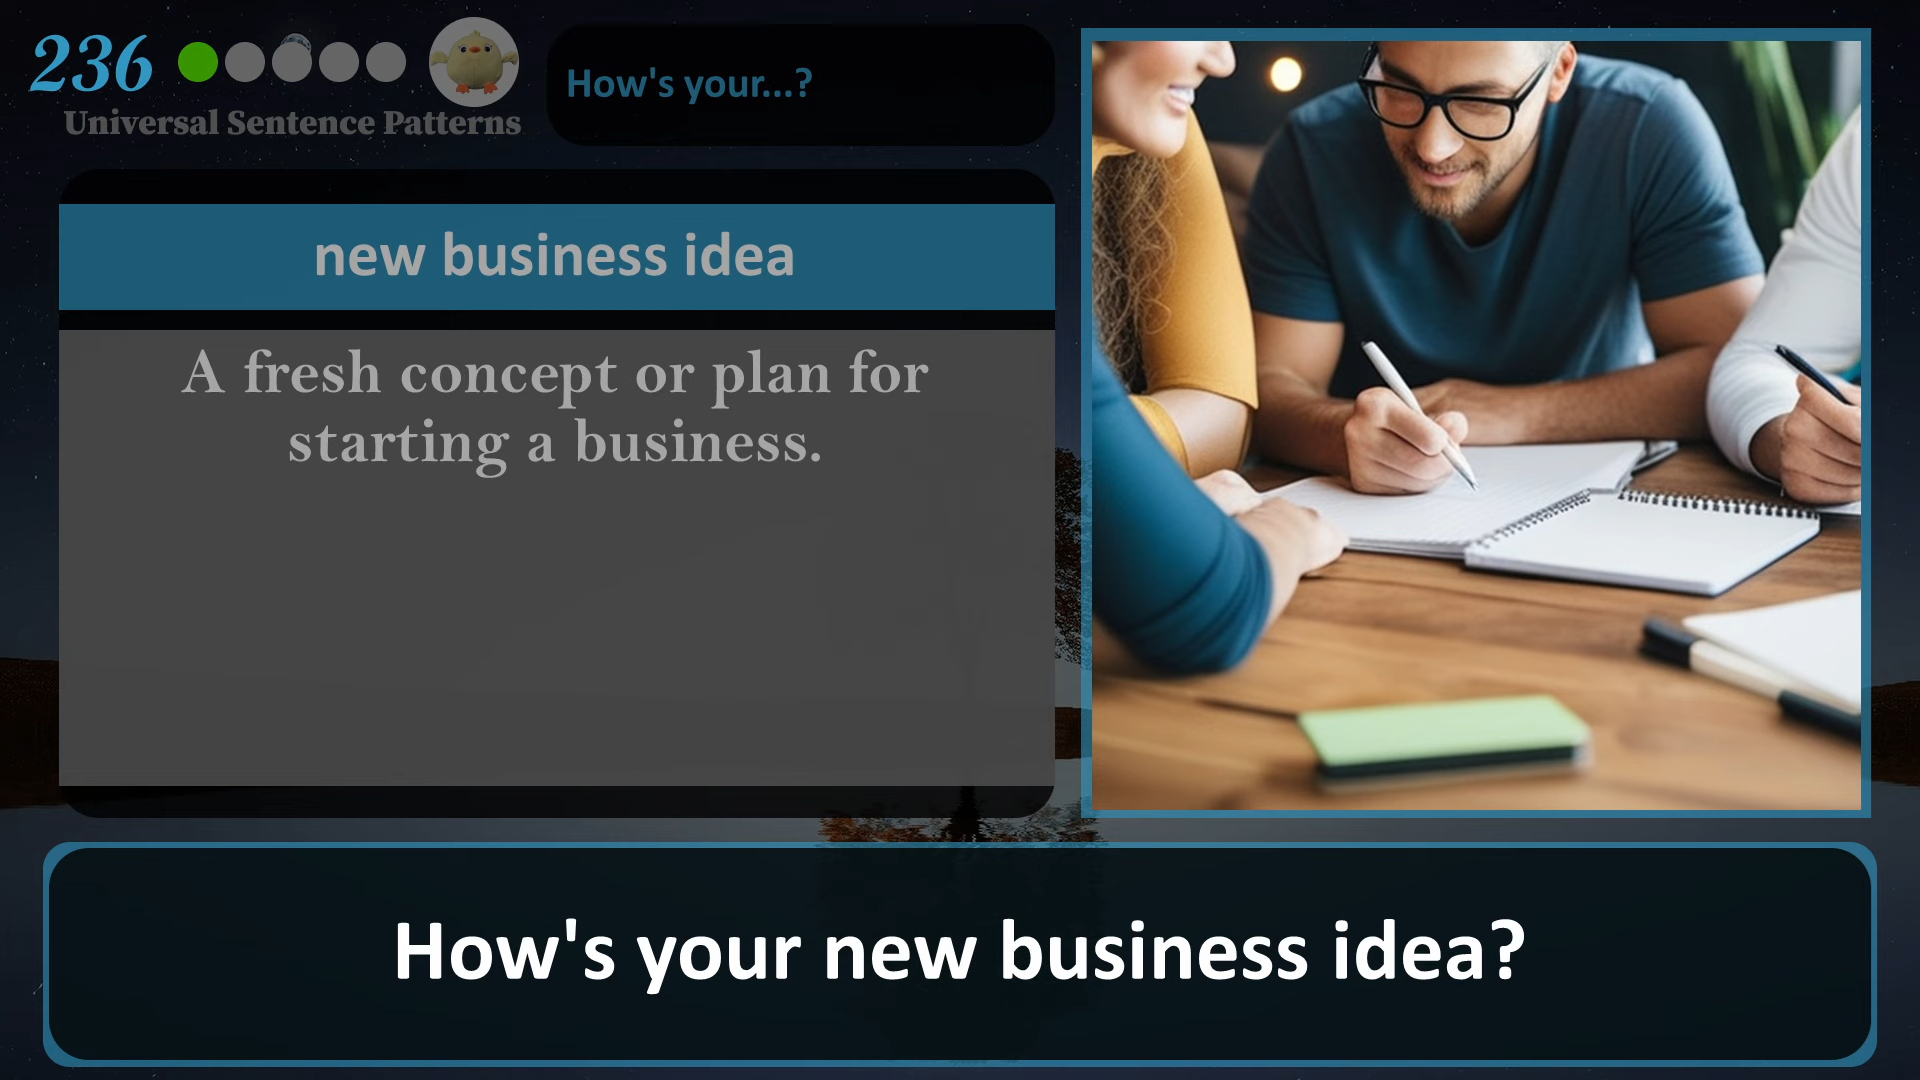 236
Universal Sentence Patterns
How's your...?
new business idea
A fresh concept or plan for
starting a business.
How's your new business idea?